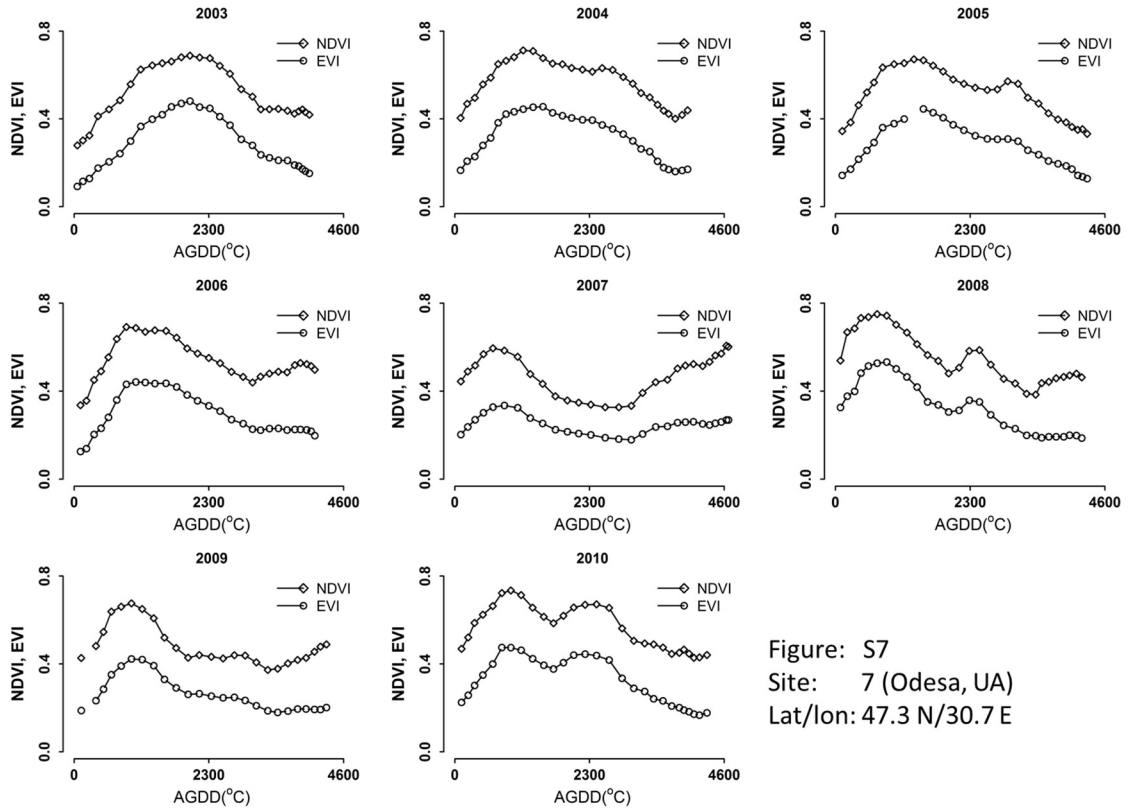 2003
0.8
0.4
0.0
NDVI, EVI
NDVI
EVI
0 2300 4600
AGDD(°C)
2004
0.8
0.4
0.0
NDVI, EVI
NDVI
EVI
0 2300 4600
AGDD(°C)
2005
0.8
0.4
0.0
NDVI, EVI
NDVI
EVI
0 2300 4600
AGDD(°C)
2006
0.8
0.4
0.0
NDVI, EVI
NDVI
EVI
0 2300 4600
AGDD(°C)
2007
0.8
0.4
0.0
NDVI, EVI
NDVI
EVI
0 2300 4600
AGDD(°C)
2008
0.8
0.4
0.0
NDVI, EVI
NDVI
EVI
0 2300 4600
AGDD(°C)
2009
0.8
0.4
0.0
NDVI, EVI
NDVI
EVI
0 2300 4600
AGDD(°C)
2010
0.8
0.4
0.0
NDVI, EVI
NDVI
EVI
0 2300 4600
AGDD(°C)
Figure: S7
Site: 7 (Odesa, UA)
Lat/lon: 47.3 N/30.7 E